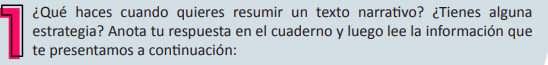 1 ¿Qué haces cuando quieres resumir un texto narrativo? ¿Tienes alguna
estrategia? Anota tu respuesta en el cuaderno y luego lee la información que
te presentamos a continuación: